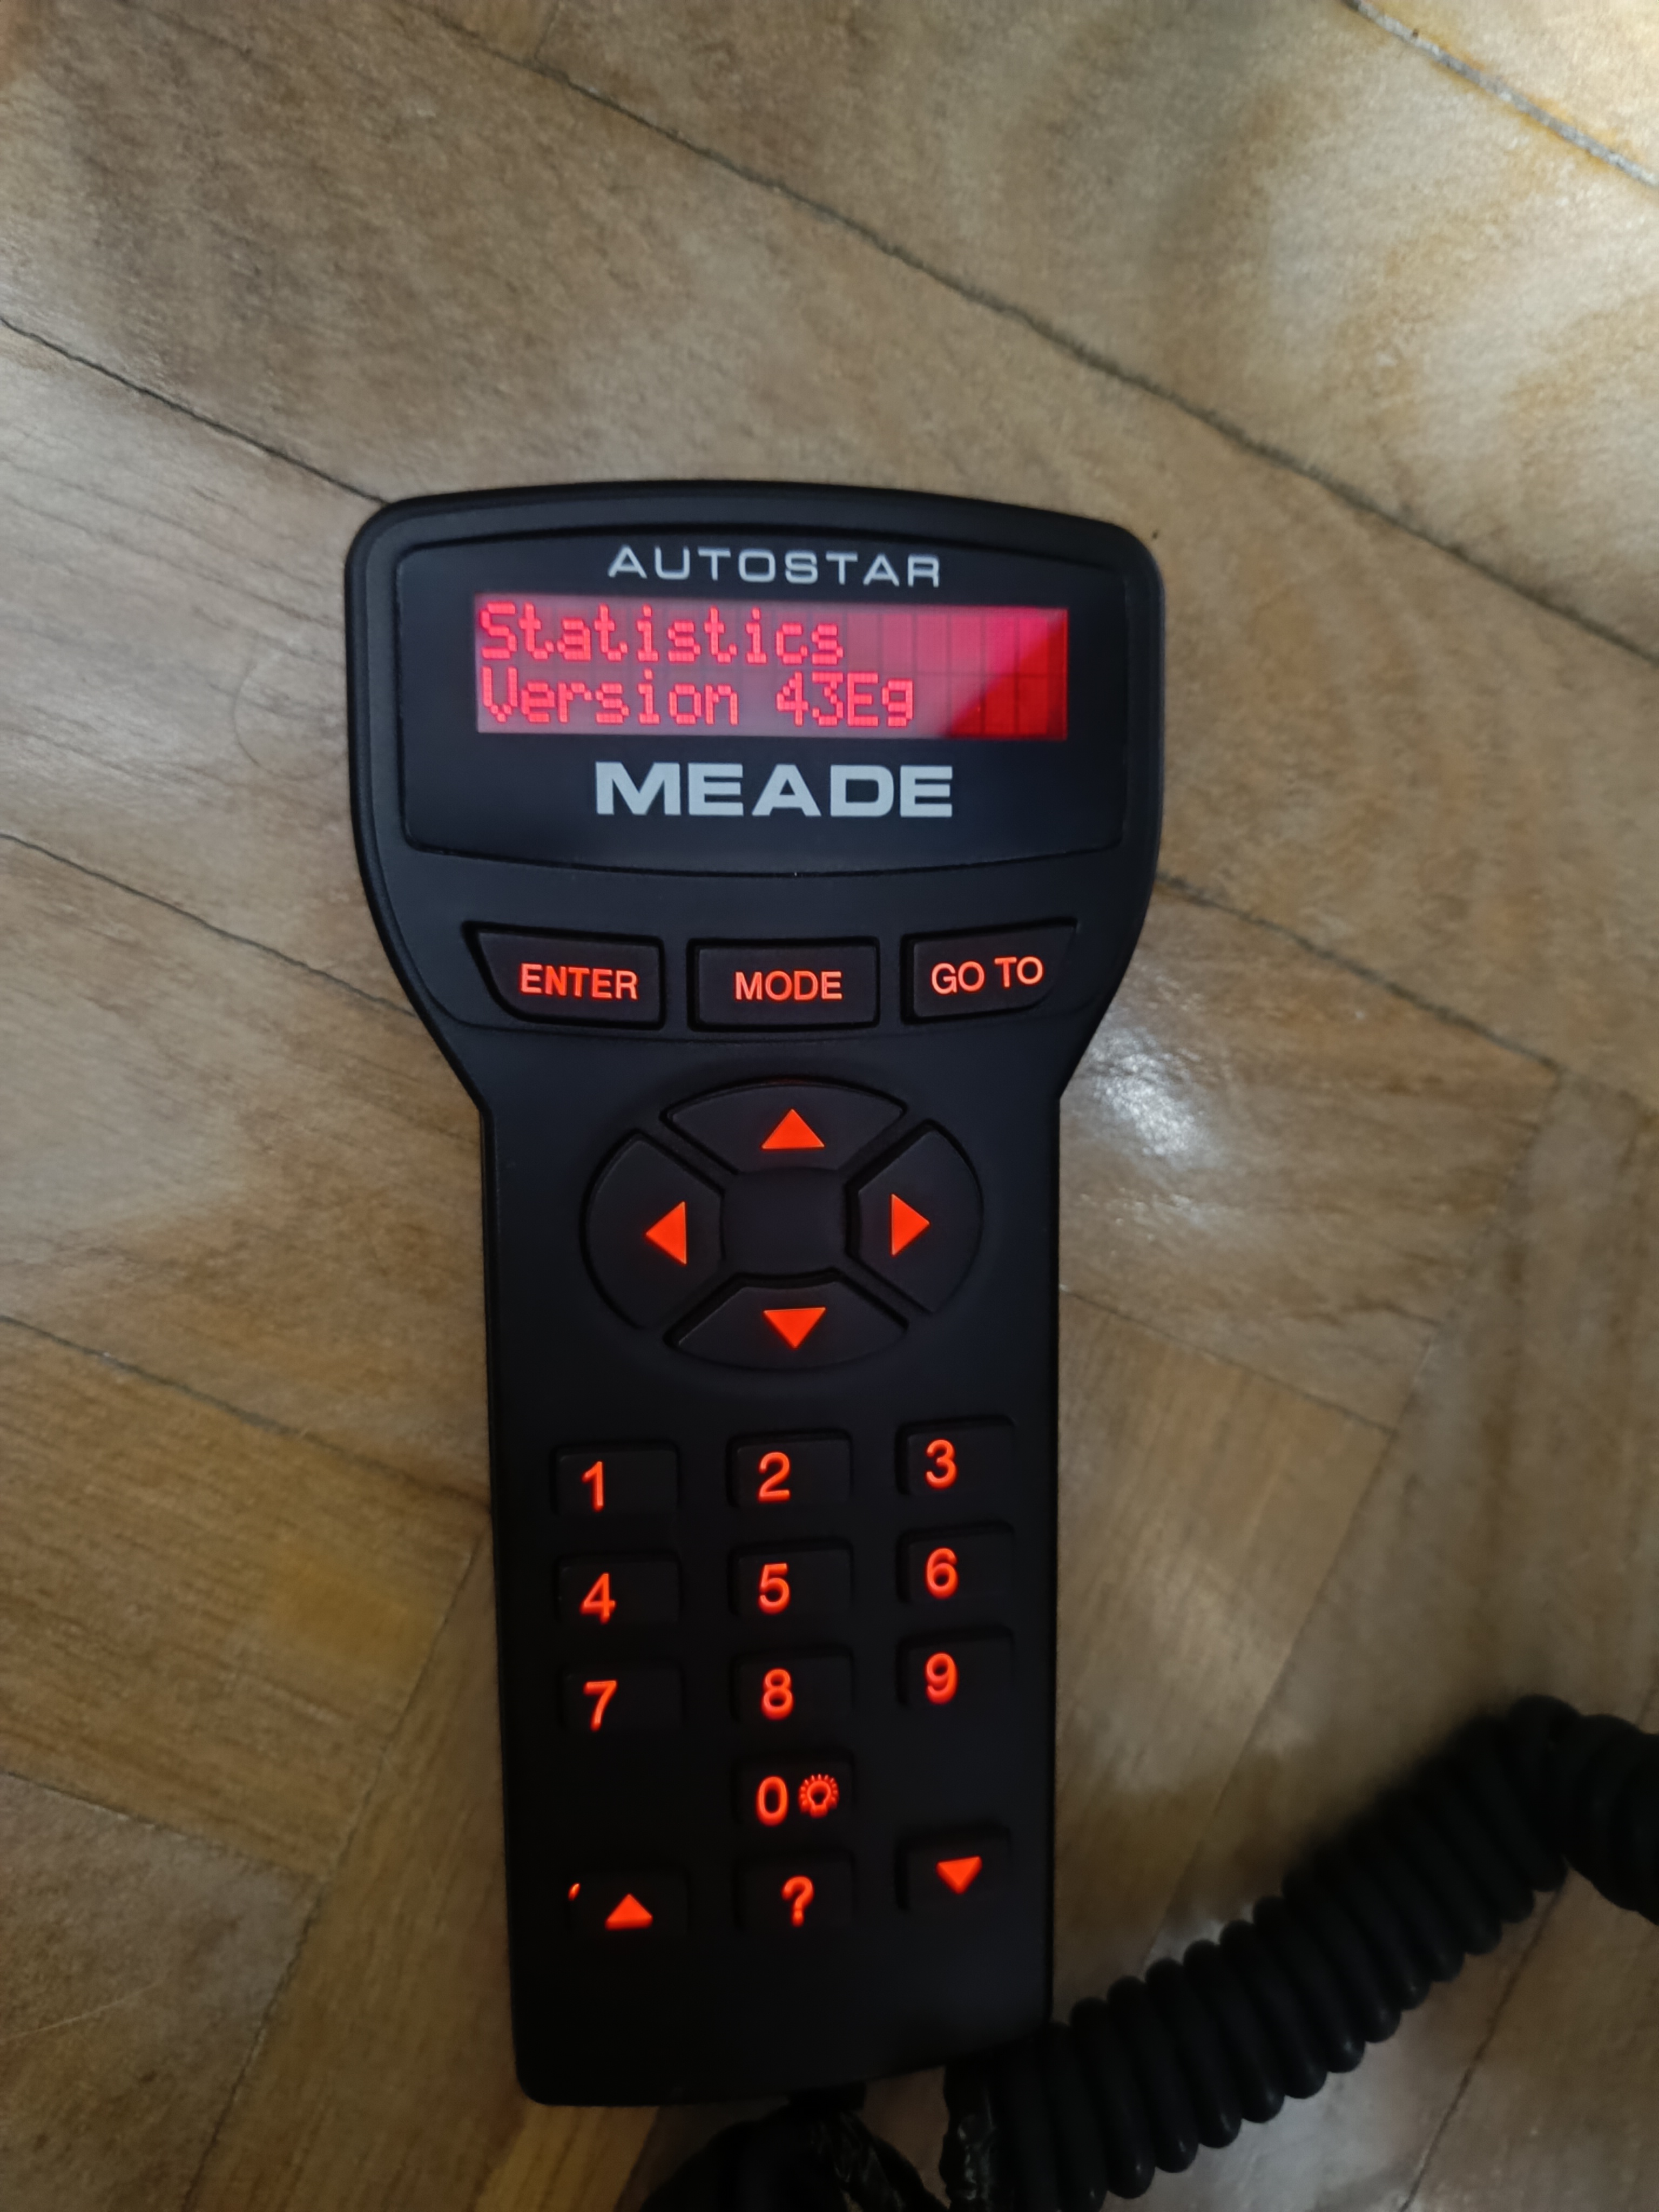 AUTOSTAR
Statistics
Version 43Eg
MEADE
ENTER MODE GO TO
1 2 3
4 5 6
7 8 9
0
?